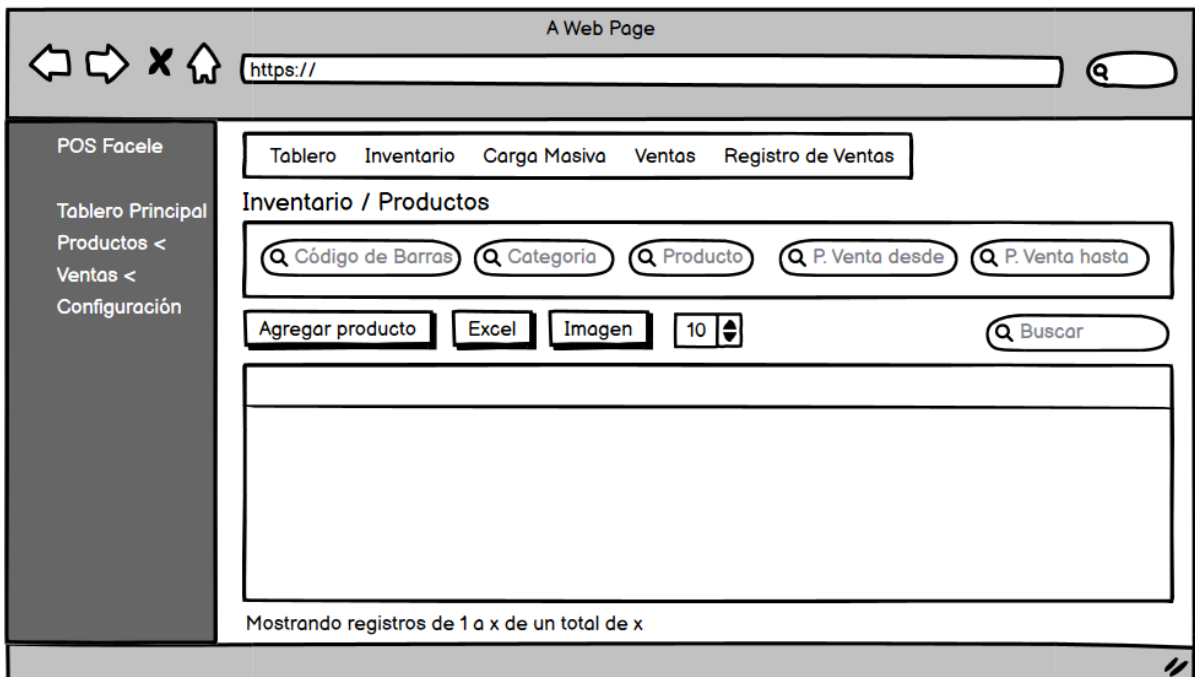 A Web Page
https://
POS Facele
Tablero Principal
Productos <
Ventas <
Configuración
Tablero Inventario Carga Masiva Ventas Registro de Ventas
Inventario / Productos
Código de Barras Categoria Producto P. Venta desde P. Venta hasta
Agregar producto Excel Imagen 10 Buscar
Mostrando registros de 1 a x de un total de x